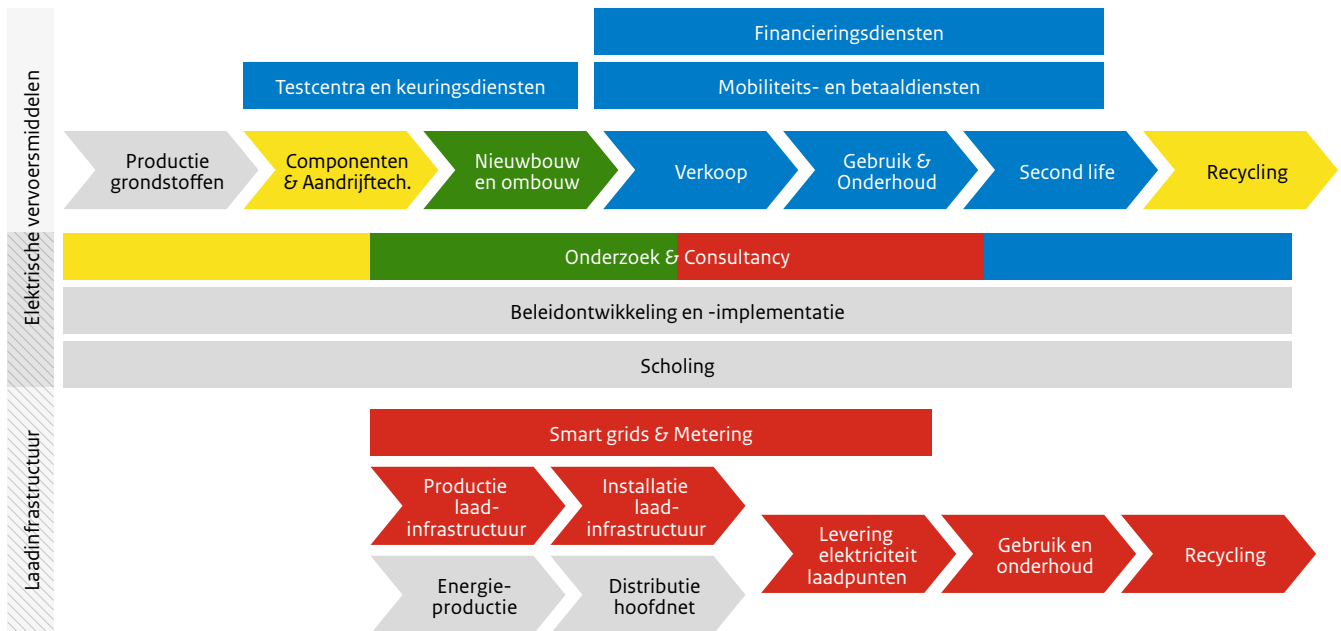 Financieringsdiensten
Testcentra en keuringsdiensten
Mobiliteits- en betaaldiensten
Elektrische vervoersmiddelen
Productie
grondstoffen
Componenten
& Aandrijftech.
Nieuwbouw
en ombouw
Verkoop
Gebruik &
Onderhoud
Second life
Recycling
Onderzoek & Consultancy
Beleidontwikkeling en -implementatie
Scholing
Laadinfrastructuur
Smart grids & Metering
Productie
laad-
infrastructuur
Installatie
laad-
infrastructuur
Levering
elektriciteit
laadpunten
Gebruik en
onderhoud
Recycling
Energie-
productie
Distributie
hoofdnet